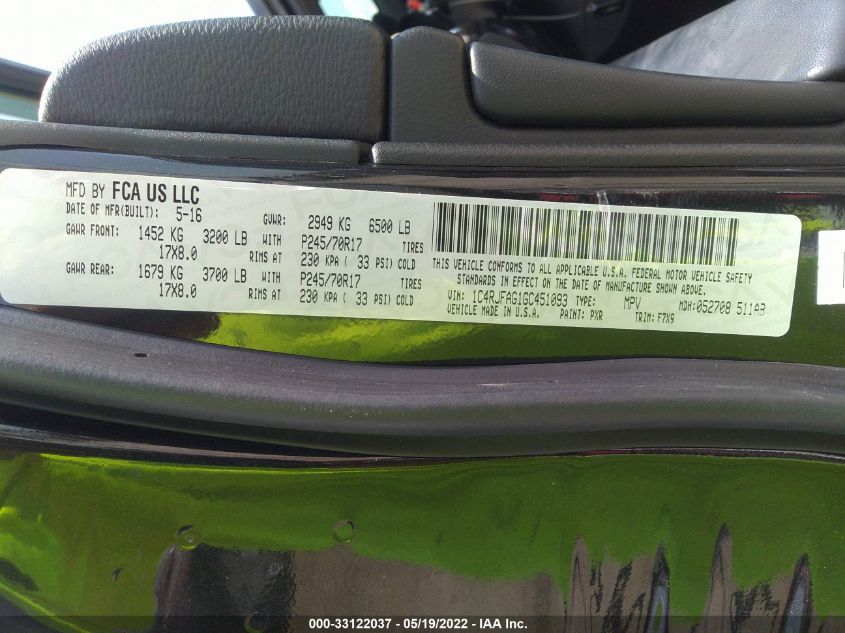 MFD BY FCA US LLC
DATE OF MFR(BUILT): 5-16 GVWR: 2949 KG 6500 LB
GAWR FRONT: 1452 KG 3200 LB WITH P245/70R17 TIRES
17X8.0 RIMS AT 230 KPA ( 33 PSI) COLD
GAWR REAR: 1679 KG 3700 LB WITH P245/70R17 TIRES
17X8.0 RIMS AT 230 KPA ( 33 PSI) COLD
THIS VEHICLE CONFORMS TO ALL APPLICABLE U.S.A. FEDERAL MOTOR VEHICLE SAFETY
STANDARDS IN EFFECT ON THE DATE OF MANUFACTURE SHOWN ABOVE.
VIN: 1C4RJFAG1GC451093 TYPE: MPV MDH:052708 511AB
VEHICLE MADE IN U.S.A. PAINT: PXR TRIM: F7X9
000-33122037 - 05/19/2022 - IAA Inc.